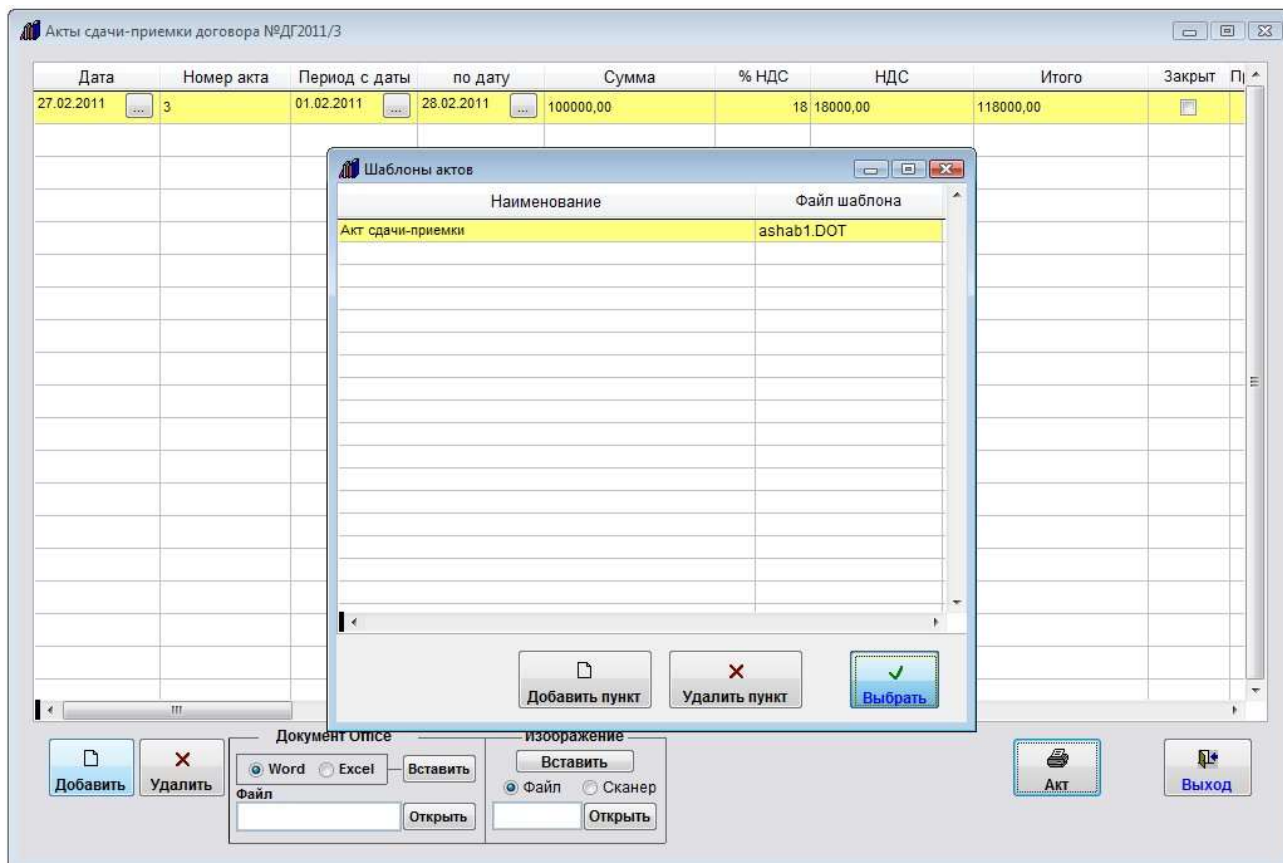 Акты сдачи-приемки договора №ДГ2011/3
Дата Номер акта Период с даты по дату Сумма % НДС НДС Итого Закрыт
27.02.2011 ... 3 01.02.2011 ... 28.02.2011 ... 100000,00 18 18000,00 118000,00
Шаблоны актов
Наименование Файл шаблона
Акт сдачи-приемки ashab1.DOT
Добавить пункт Удалить пункт Выбрать
Документ Office Изображение
Добавить Удалить Word Excel Вставить Вставить Акт Выход
Файл Сканер
Файл
Открыть Открыть